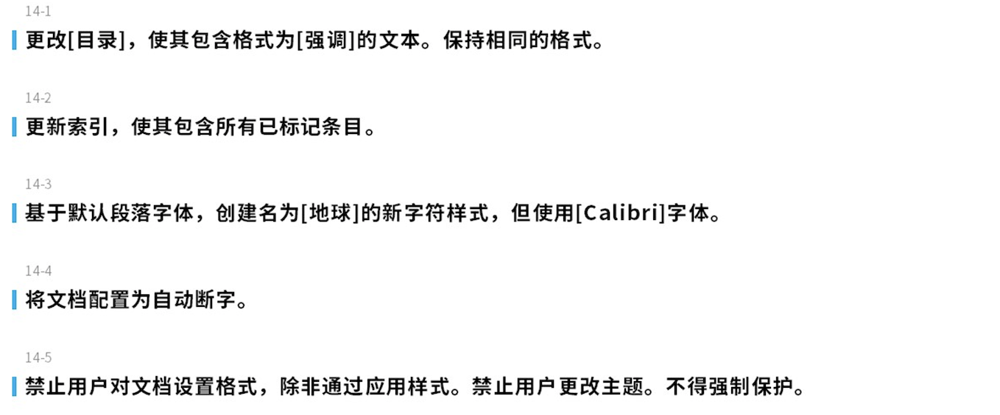 14-1
更改[目录]，使其包含格式为[强调]的文本。保持相同的格式。
14-2
更新索引，使其包含所有已标记条目。
14-3
基于默认段落字体，创建名为[地球]的新字符样式，但使用[Calibri]字体。
14-4
将文档配置为自动断字。
14-5
禁止用户对文档设置格式，除非通过应用样式。禁止用户更改主题。不得强制保护。